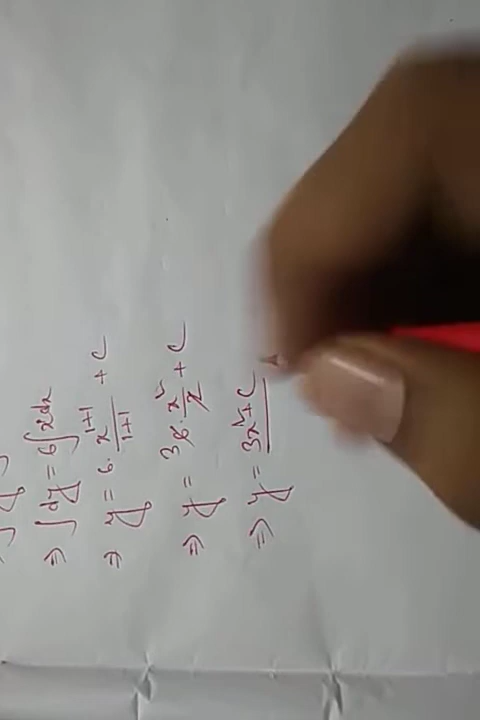 ⇒ ∫dy = 6∫x dx
⇒ y = 6 · x^(1+1)/(1+1) + C
⇒ y = 3 6 · x²/2 + C
⇒ y = 3x² + C